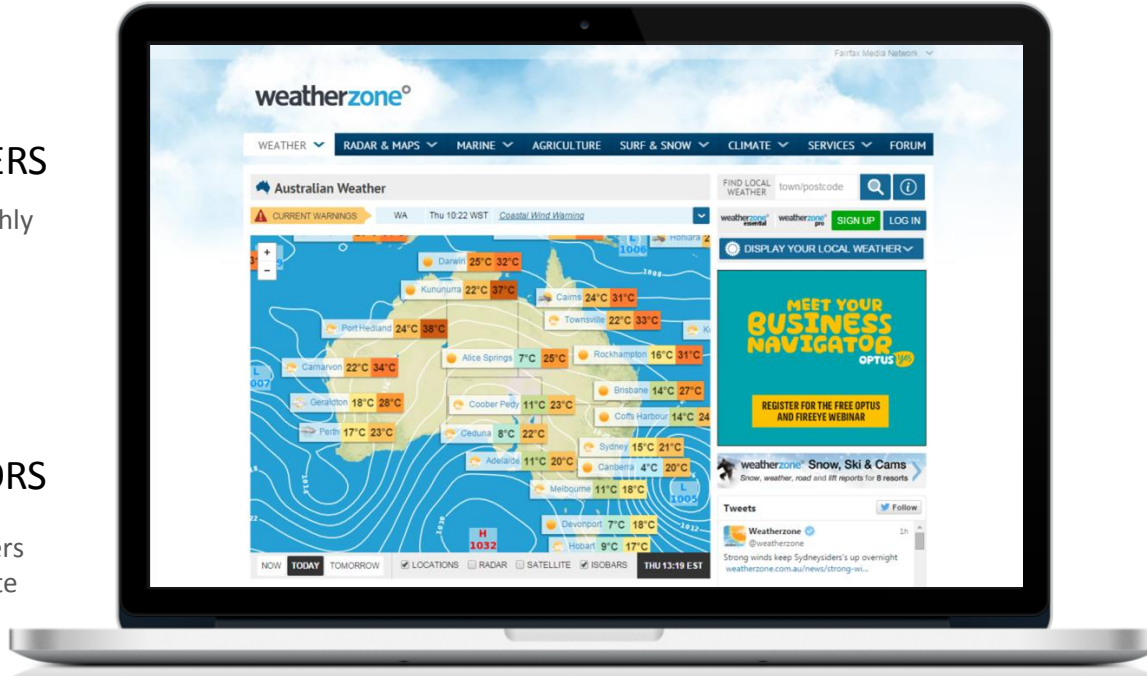 ERS
hly
ORS
ers
te
Fairfax Media Network
weatherzone°
WEATHER RADAR & MAPS MARINE AGRICULTURE SURF & SNOW CLIMATE SERVICES FORUM
Australian Weather
CURRENT WARNINGS WA Thu 10:22 WST Coastal Wind Warning
+
−
L
1006
Honiara 2
Darwin 25°C 32°C
1008
Kununurra 22°C 37°C
Cairns 24°C 31°C
Townsville 22°C 33°C
Port Hedland 24°C 38°C
Alice Springs 7°C 25°C
Rockhampton 16°C 31°C
L
007
Carnarvon 22°C 34°C
Brisbane 14°C 27°C
Geraldton 18°C 28°C
Coober Pedy 11°C 23°C
Coffs Harbour 14°C 24
Perth 17°C 23°C
Ceduna 8°C 22°C
Sydney 15°C 21°C
Adelaide 11°C 20°C
Canberra 4°C 20°C
Melbourne 11°C 18°C
L
1005
Devonport 7°C 18°C
1012
H
1032
Hobart 9°C 17°C
NOW TODAY TOMORROW LOCATIONS RADAR SATELLITE ISOBARS THU 13:19 EST
FIND LOCAL
WEATHER
town/postcode
weatherzone° essential weatherzone° pro SIGN UP LOG IN
DISPLAY YOUR LOCAL WEATHER
MEET YOUR
BUSINESS
NAVIGATOR
OPTUS yes
REGISTER FOR THE FREE OPTUS
AND FIREEYE WEBINAR
weatherzone° Snow, Ski & Cams
Snow, weather, road and lift reports for 8 resorts
Tweets Follow
Weatherzone 1h
@weatherzone
Strong winds keep Sydneysiders's up overnight
weatherzone.com.au/news/strong-wi...